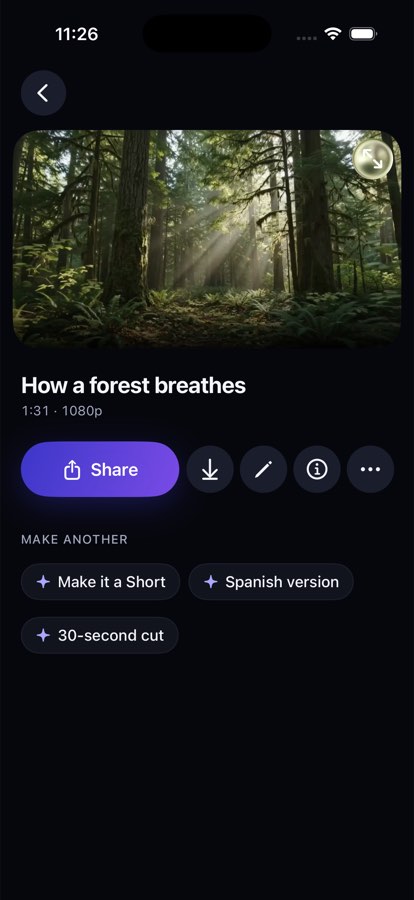 11:26
How a forest breathes
1:31 · 1080p
Share
MAKE ANOTHER
Make it a Short
Spanish version
30-second cut